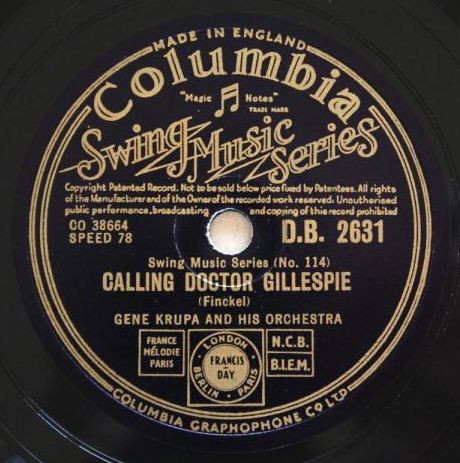 MADE IN ENGLAND
Columbia
"Magic Notes"
TRADE MARK
Swing Music Series
Copyright Patented Record. Not to be sold below price fixed by Patentees. All rights
of the Manufacturer and of the Owner of the recorded work reserved. Unauthorised
public performance, broadcasting and copying of this record prohibited
CO 38664
SPEED 78
D.B. 2631
Swing Music Series (No. 114)
CALLING DOCTOR GILLESPIE
(Finckel)
GENE KRUPA AND HIS ORCHESTRA
FRANCE
MÉLODIE
PARIS
LONDON
FRANCIS
-
DAY
BERLIN · PARIS
N.C.B.
B.I.E.M.
COLUMBIA GRAPHOPHONE CO LTD